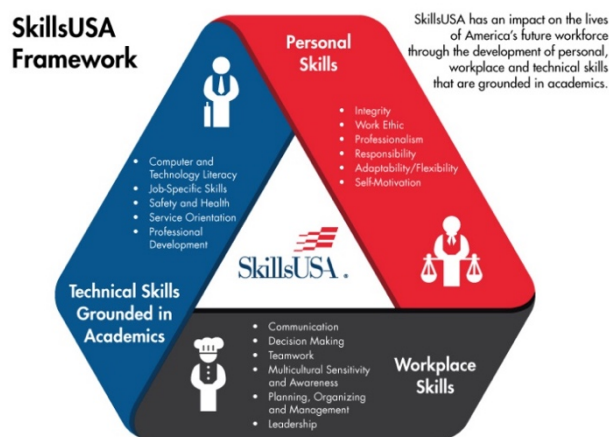 SkillsUSA
Framework
SkillsUSA has an impact on the lives
of America's future workforce
through the development of personal,
workplace and technical skills
that are grounded in academics.
Personal
Skills
• Integrity
• Work Ethic
• Professionalism
• Responsibility
• Adaptability/Flexibility
• Self-Motivation
• Computer and
Technology Literacy
• Job-Specific Skills
• Safety and Health
• Service Orientation
• Professional
Development
Technical Skills
Grounded in
Academics
SkillsUSA®
• Communication
• Decision Making
• Teamwork
• Multicultural Sensitivity
and Awareness
• Planning, Organizing
and Management
• Leadership
Workplace
Skills